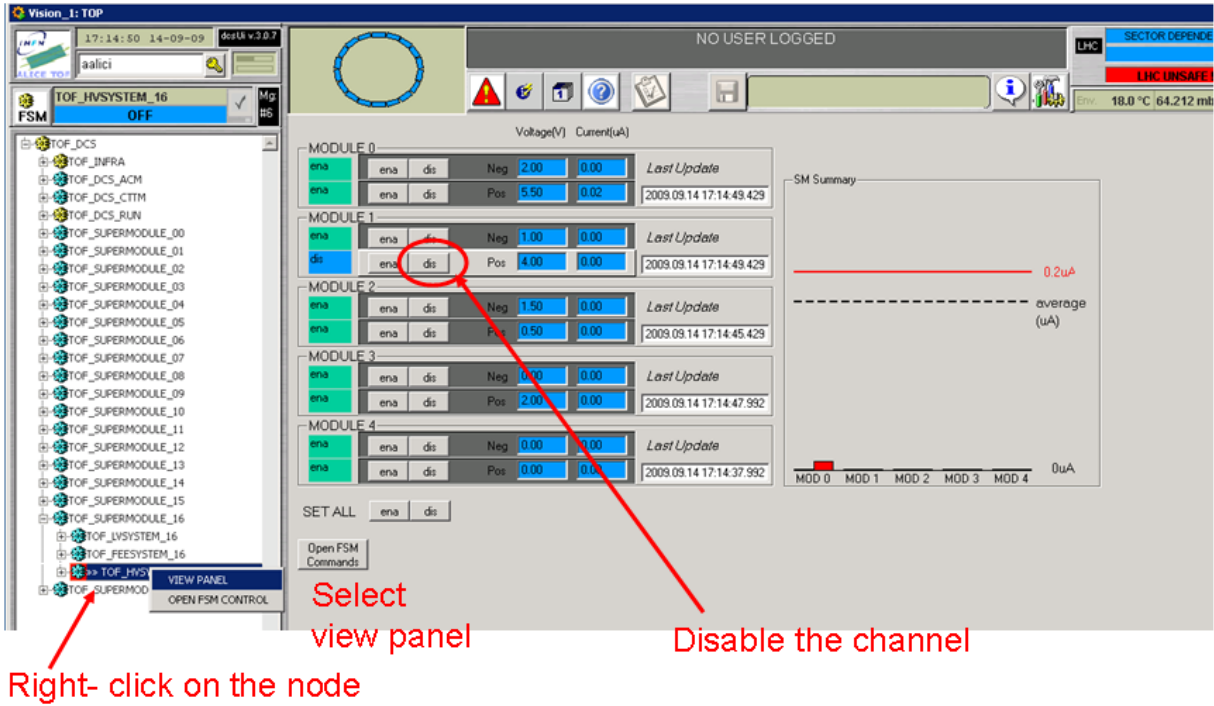 Vision_1: TOP
17:14:50 14-09-09
dcsUi v.3.0.7
INFN
ALICE TOF
aalici
FSM
TOF_HVSYSTEM_16
OFF
Mg:
#6
NO USER LOGGED
LHC
SECTOR DEPENDE
LHC UNSAFE !
Env.
18.0 °C 64.212 mb
TOF_DCS
TOF_INFRA
TOF_DCS_ACM
TOF_DCS_CTTM
TOF_DCS_RUN
TOF_SUPERMODULE_00
TOF_SUPERMODULE_01
TOF_SUPERMODULE_02
TOF_SUPERMODULE_03
TOF_SUPERMODULE_04
TOF_SUPERMODULE_05
TOF_SUPERMODULE_06
TOF_SUPERMODULE_07
TOF_SUPERMODULE_08
TOF_SUPERMODULE_09
TOF_SUPERMODULE_10
TOF_SUPERMODULE_11
TOF_SUPERMODULE_12
TOF_SUPERMODULE_13
TOF_SUPERMODULE_14
TOF_SUPERMODULE_15
TOF_SUPERMODULE_16
TOF_LVSYSTEM_16
TOF_FEESYSTEM_16
>> TOF_HVSY
TOF_SUPERMOD
VIEW PANEL
OPEN FSM CONTROL
Voltage(V) Current(uA)
MODULE 0
ena ena dis Neg 2.00 0.00 Last Update
ena ena dis Pos 5.50 0.02 2009.09.14 17:14:49.429
MODULE 1
ena ena dis Neg 1.00 0.00 Last Update
dis ena dis Pos 4.00 0.00 2009.09.14 17:14:49.429
MODULE 2
ena ena dis Neg 1.50 0.00 Last Update
ena ena dis Pos 0.50 0.00 2009.09.14 17:14:45.429
MODULE 3
ena ena dis Neg 0.00 0.00 Last Update
ena ena dis Pos 2.00 0.00 2009.09.14 17:14:47.992
MODULE 4
ena ena dis Neg 0.00 0.00 Last Update
ena ena dis Pos 0.00 0.00 2009.09.14 17:14:37.992
SET ALL ena dis
Open FSM
Commands
SM Summary
0.2uA
average
(uA)
0uA
MOD 0 MOD 1 MOD 2 MOD 3 MOD 4
Select
view panel
Disable the channel
Right- click on the node